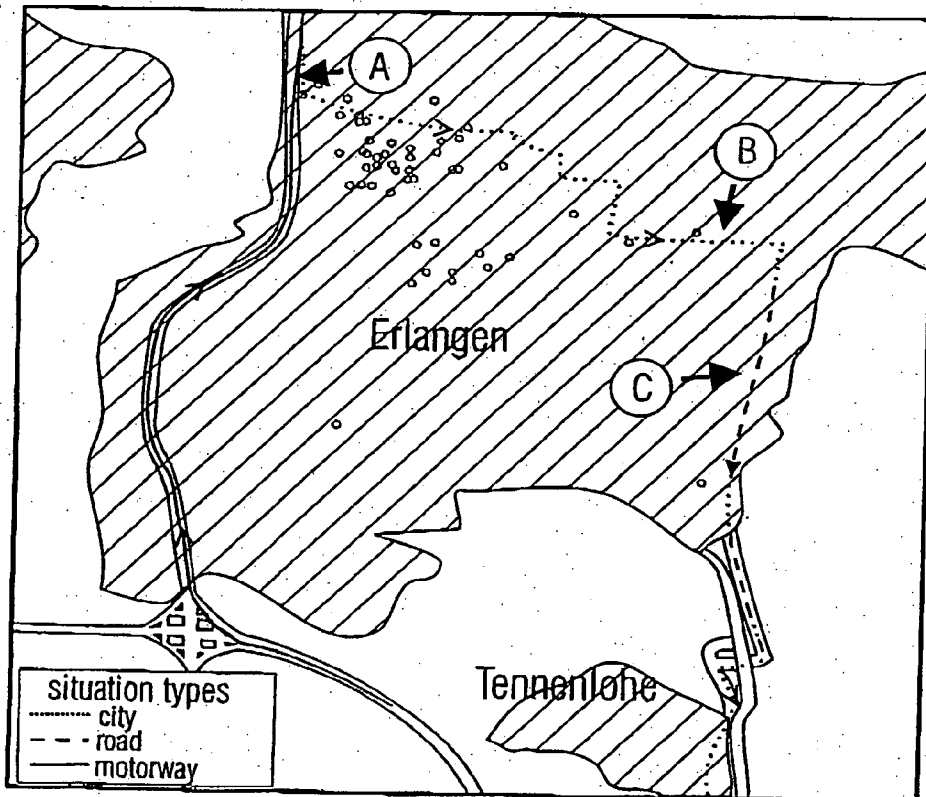 A
B
Erlangen
C
Tennenlohe
situation types
city
road
motorway